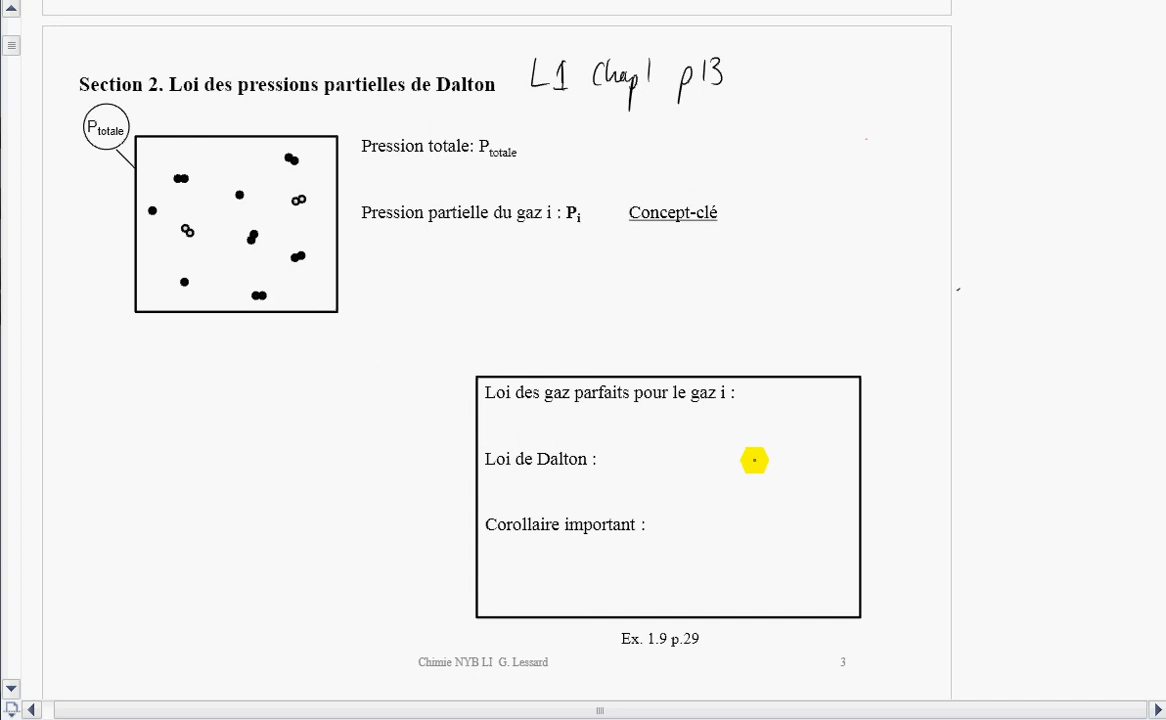 Section 2. Loi des pressions partielles de Dalton L1 Chap 1 p 13
Ptotale
Pression totale: Ptotale
Pression partielle du gaz i : Pi Concept-clé
Loi des gaz parfaits pour le gaz i :
Loi de Dalton :
Corollaire important :
Ex. 1.9 p.29
Chimie NYB LI G. Lessard 3